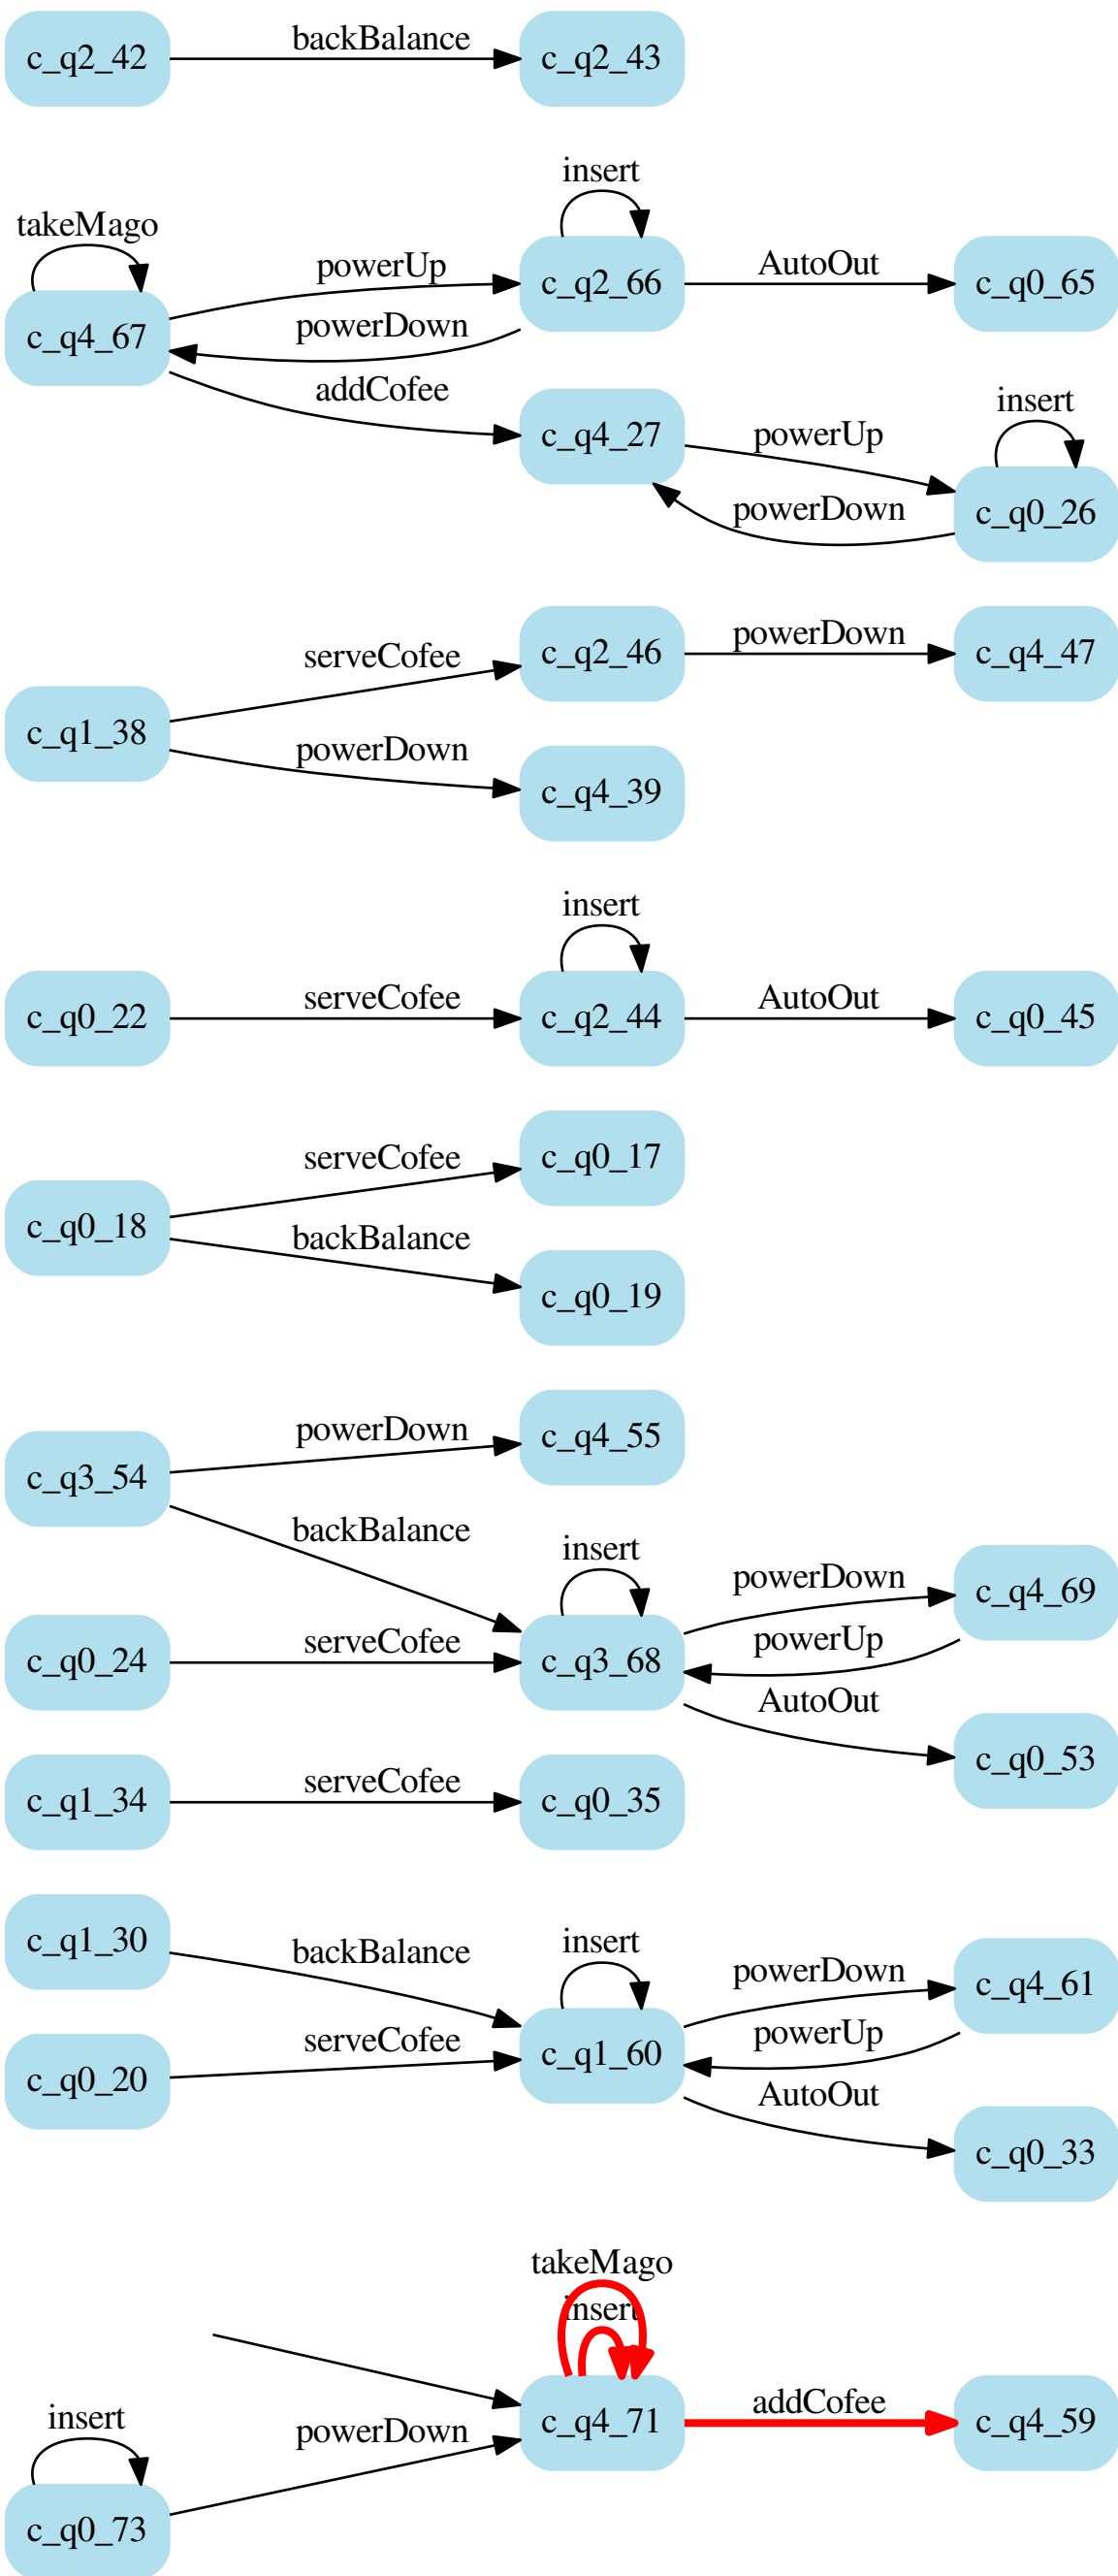 backBalance
c_q2_42
c_q2_43
insert
takeMago
AutoOut
powerUp
c_q2_66
c_q0_65
powerDown
c_q4_67
addCofee
insert
powerUp
c_q4_27
powerDown
c_q0_26
serveCofee
powerDown
c_q2_46
c_q4_47
c_q1_38
powerDown
c_q4_39
insert
serveCofee
AutoOut
c_q0_22
c_q2_44
c_q0_45
serveCofee
c_q0_17
c_q0_18
backBalance
c_q0_19
powerDown
c_q4_55
c_q3_54
backBalance
insert
powerDown
c_q4_69
serveCofee
powerUp
c_q0_24
c_q3_68
AutoOut
c_q0_53
serveCofee
c_q1_34
c_q0_35
c_q1_30
backBalance
insert
powerDown
c_q4_61
serveCofee
powerUp
c_q0_20
c_q1_60
AutoOut
c_q0_33
takeMago
insert
addCofee
insert
powerDown
c_q4_71
c_q4_59
c_q0_73